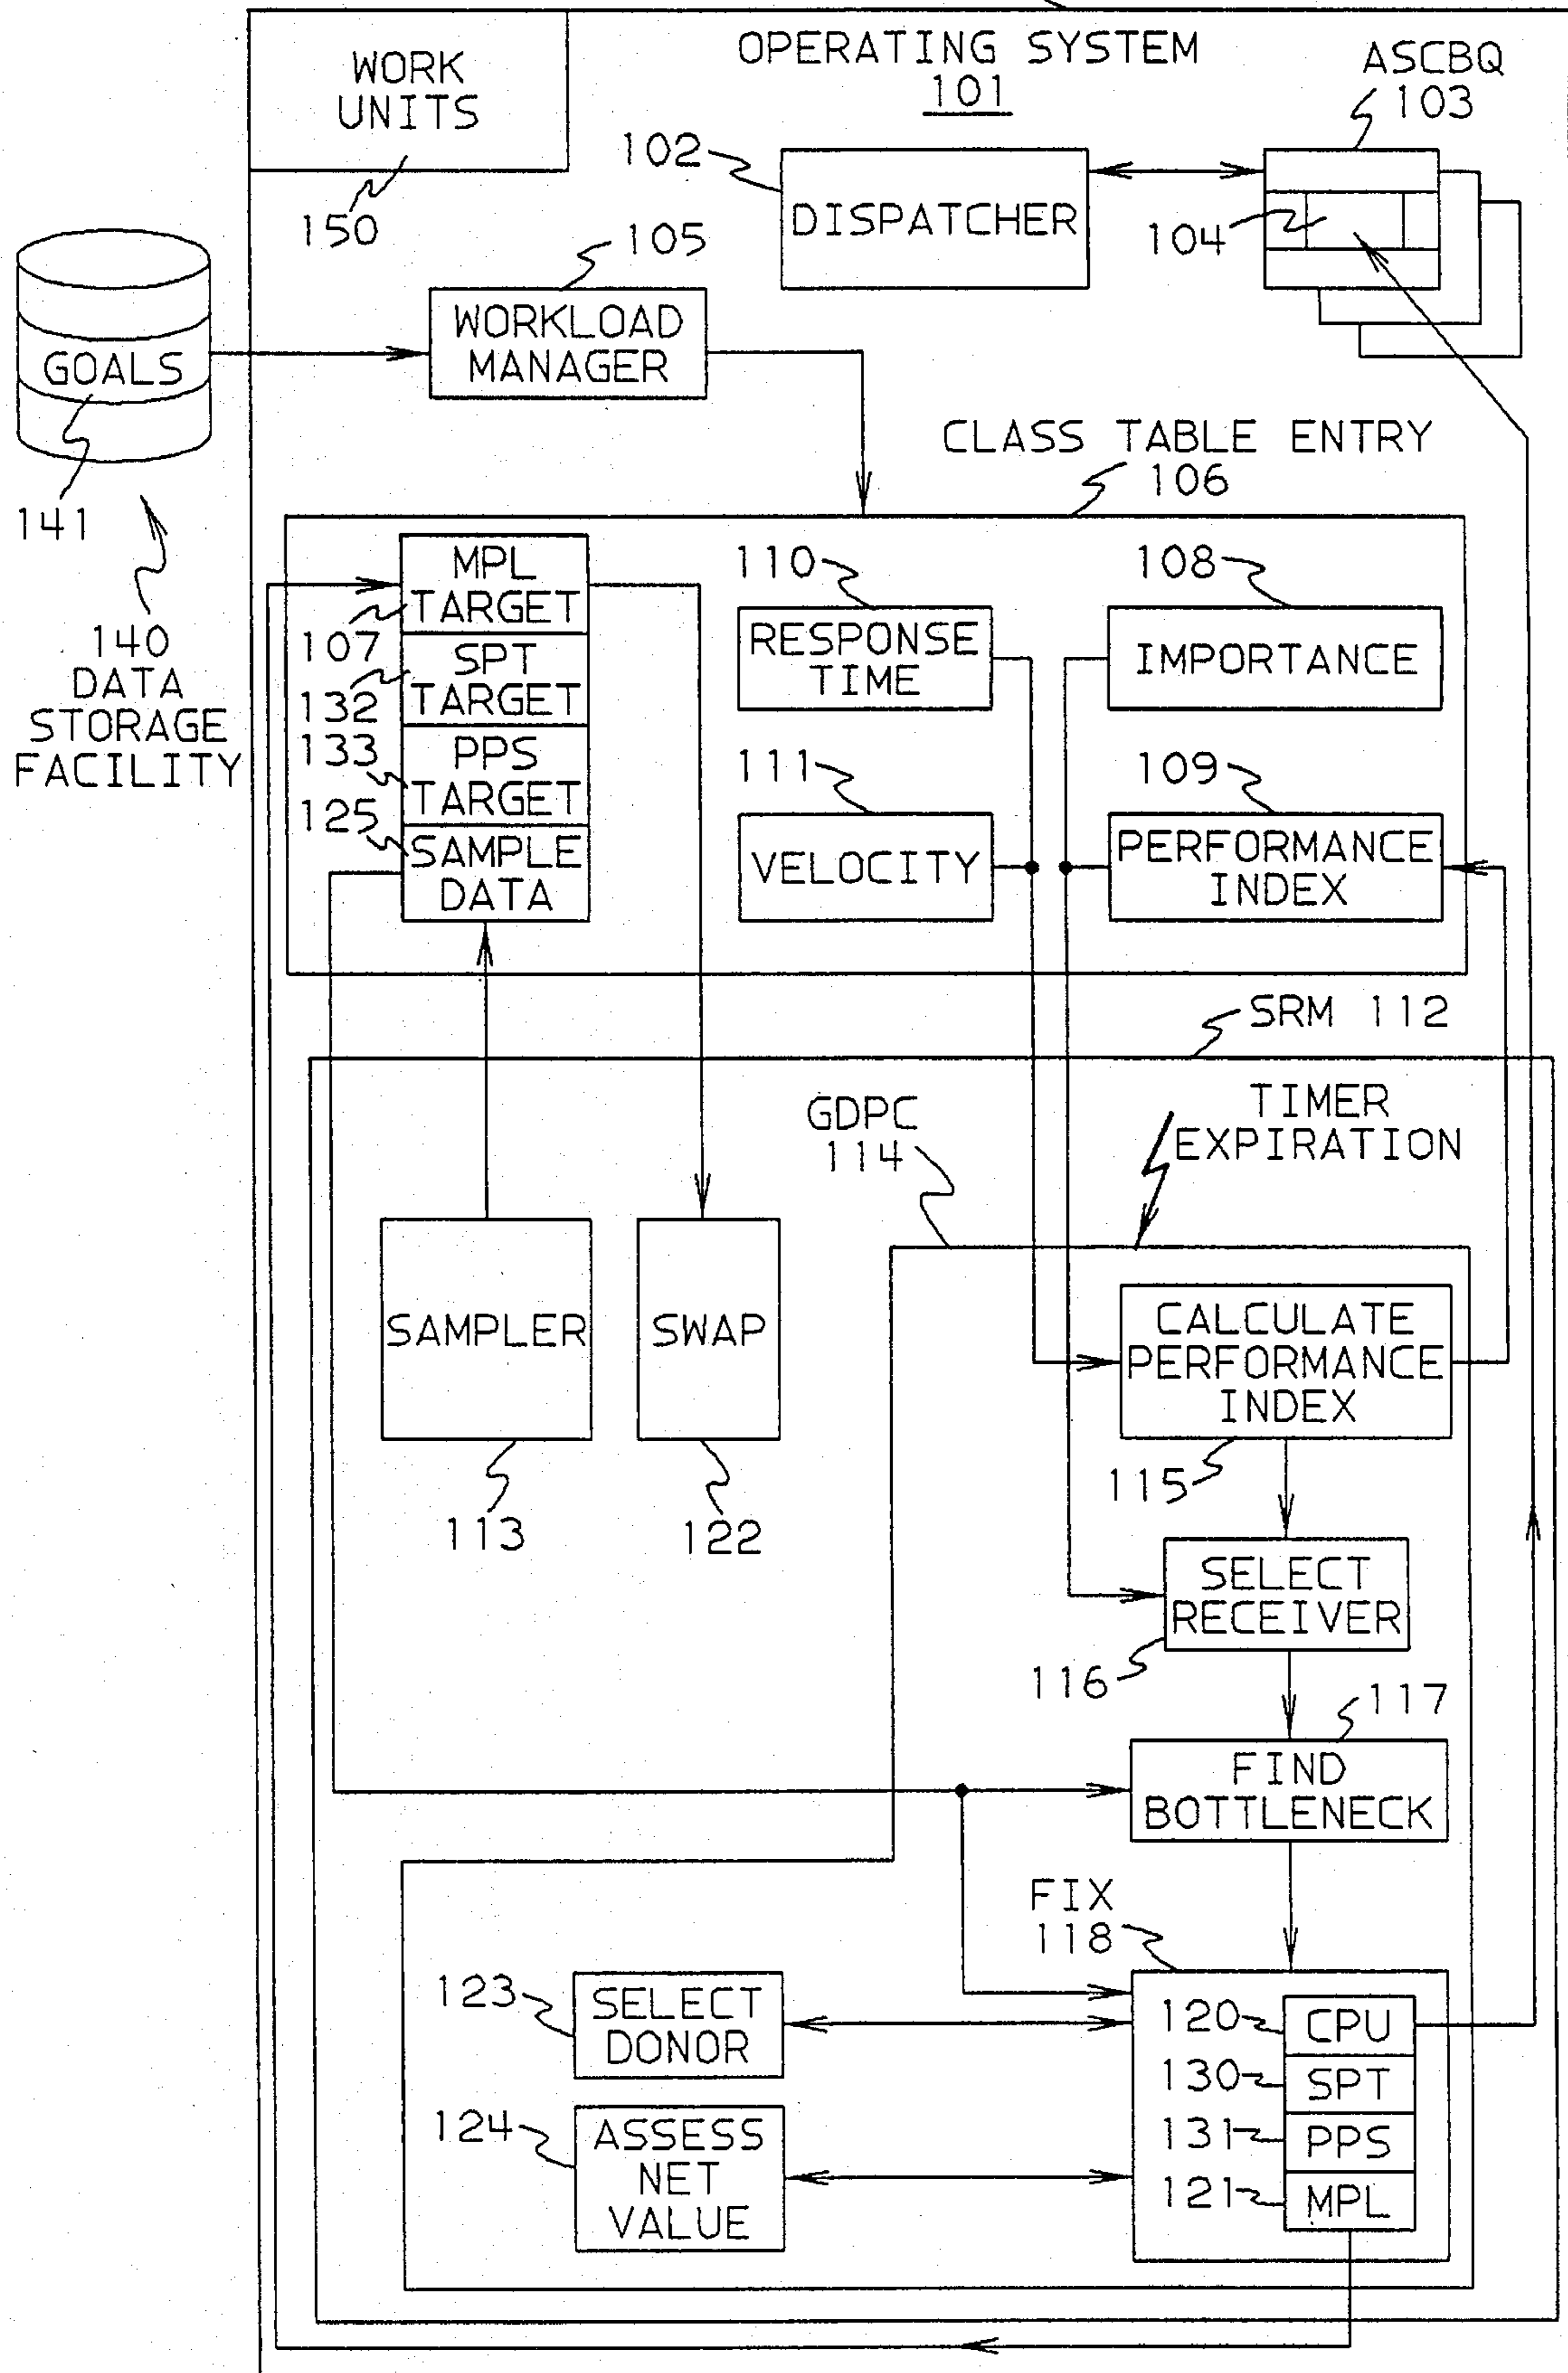 OPERATING SYSTEM
101
WORK
UNITS
150
ASCBQ
103
102
DISPATCHER
104
105
WORKLOAD
MANAGER
GOALS
141
140
DATA
STORAGE
FACILITY
CLASS TABLE ENTRY
106
MPL
TARGET
107
SPT
TARGET
132
PPS
TARGET
133
SAMPLE
DATA
125
110
RESPONSE
TIME
108
IMPORTANCE
111
VELOCITY
109
PERFORMANCE
INDEX
SRM 112
GDPC
114
TIMER
EXPIRATION
SAMPLER
113
SWAP
122
CALCULATE
PERFORMANCE
INDEX
115
SELECT
RECEIVER
116
117
FIND
BOTTLENECK
FIX
118
123
SELECT
DONOR
124
ASSESS
NET
VALUE
120 CPU
130 SPT
131 PPS
121 MPL